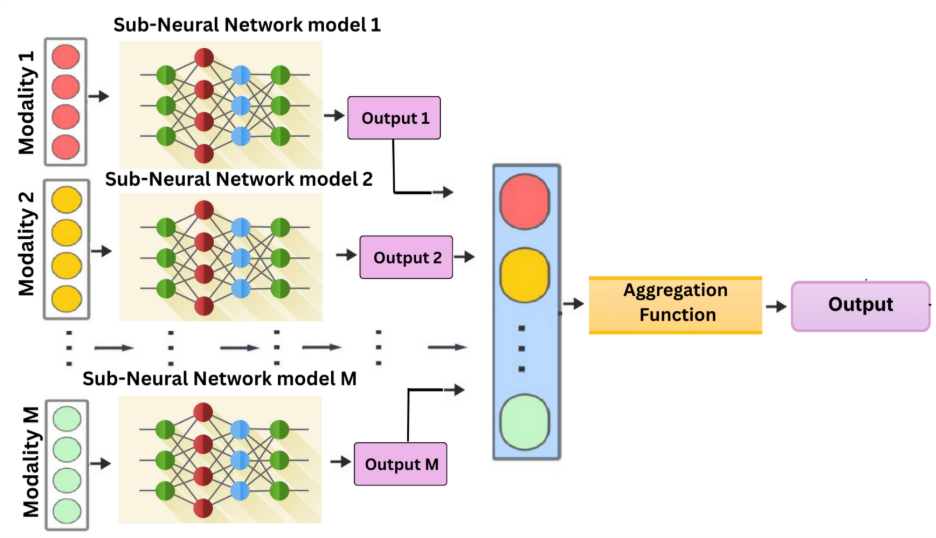 Sub-Neural Network model 1
Modality 1
Output 1
Sub-Neural Network model 2
Modality 2
Output 2
Aggregation
Function
Output
Sub-Neural Network model M
Modality M
Output M